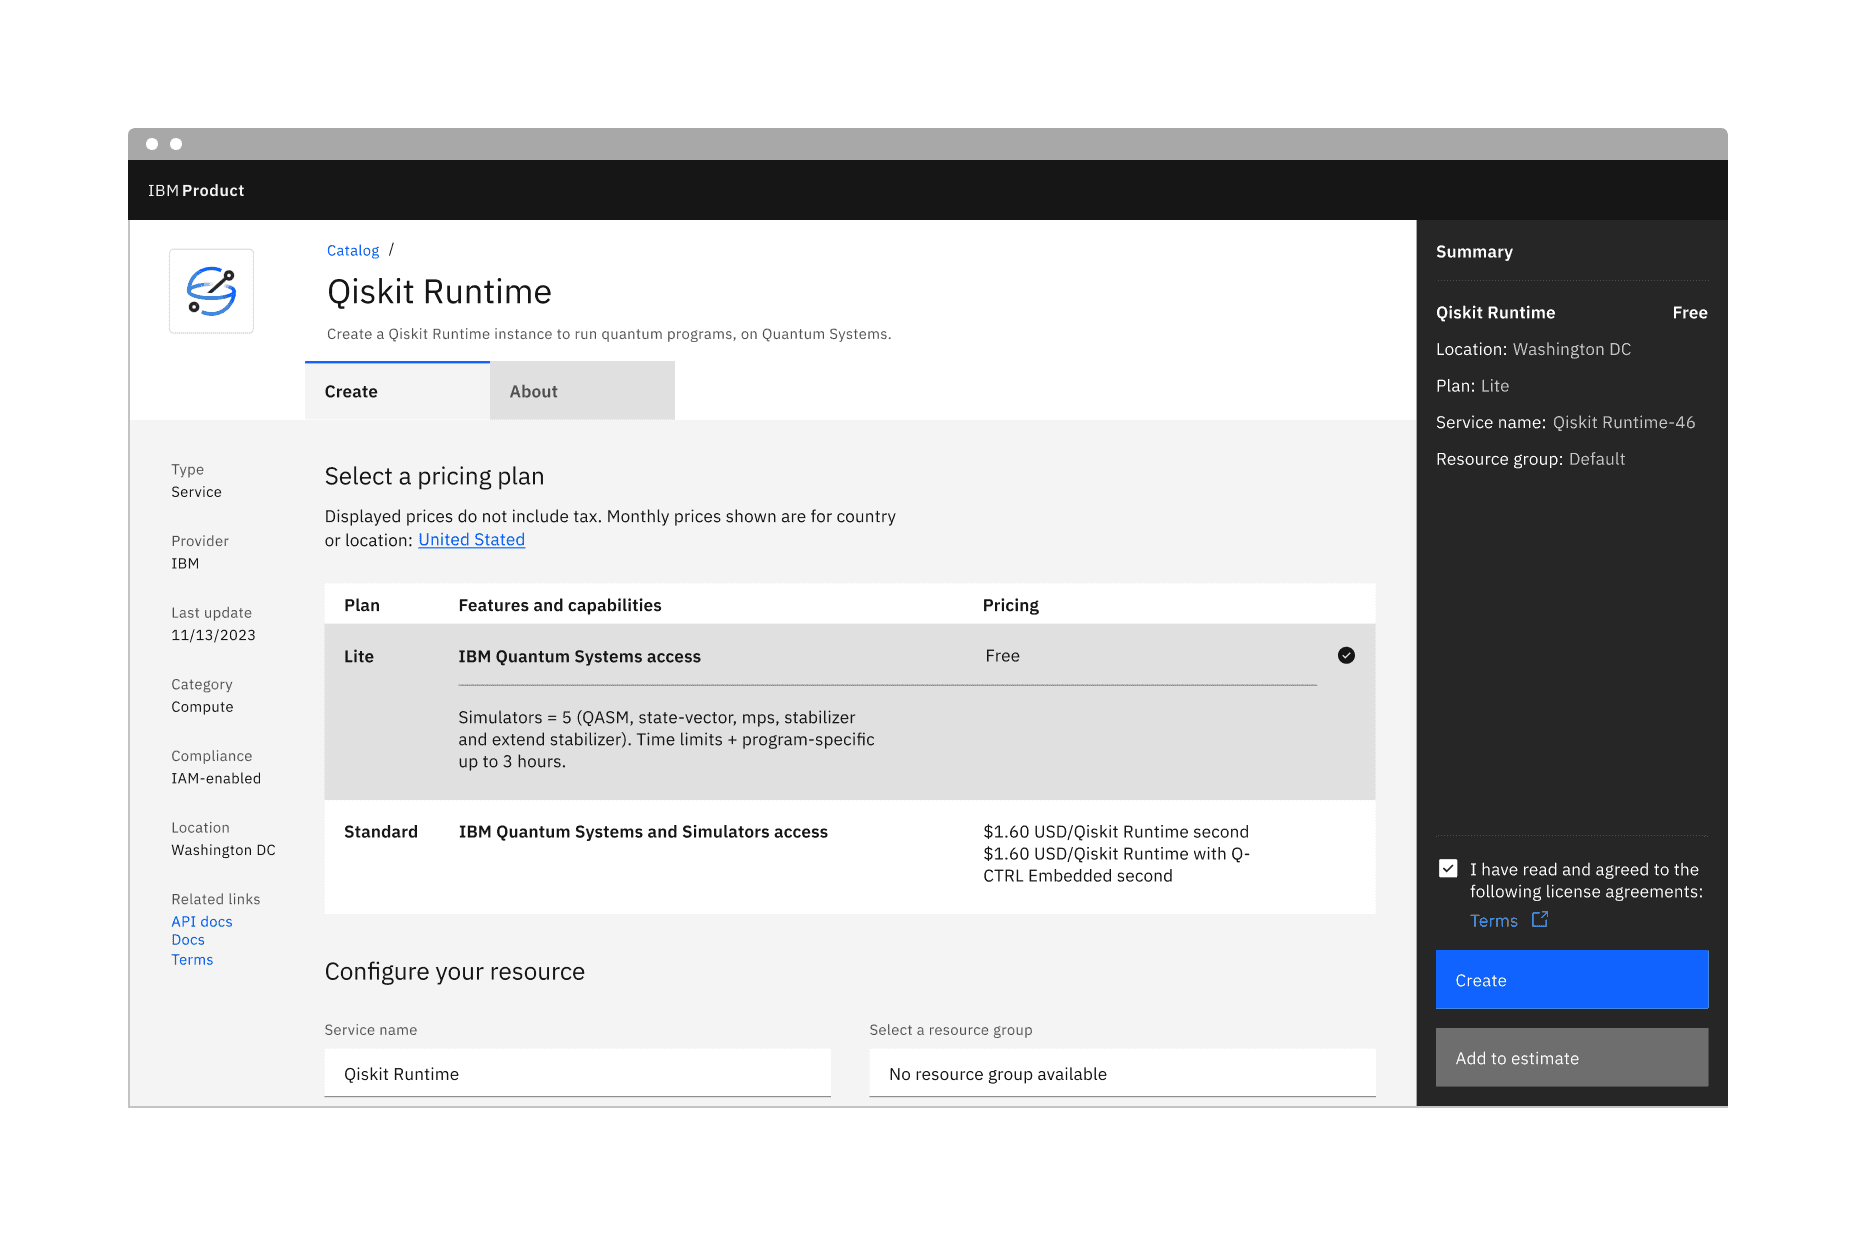 IBM Product
Catalog /
Qiskit Runtime
Create a Qiskit Runtime instance to run quantum programs, on Quantum Systems.
Create
About
Type
Service
Provider
IBM
Last update
11/13/2023
Category
Compute
Compliance
IAM-enabled
Location
Washington DC
Related links
API docs
Docs
Terms
Select a pricing plan
Displayed prices do not include tax. Monthly prices shown are for country
or location: United Stated
Plan Features and capabilities Pricing
Lite IBM Quantum Systems access Free
Simulators = 5 (QASM, state-vector, mps, stabilizer
and extend stabilizer). Time limits + program-specific
up to 3 hours.
Standard IBM Quantum Systems and Simulators access $1.60 USD/Qiskit Runtime second
$1.60 USD/Qiskit Runtime with Q-
CTRL Embedded second
Configure your resource
Service name
Qiskit Runtime
Select a resource group
No resource group available
Summary
Qiskit Runtime Free
Location: Washington DC
Plan: Lite
Service name: Qiskit Runtime-46
Resource group: Default
I have read and agreed to the
following license agreements:
Terms
Create
Add to estimate